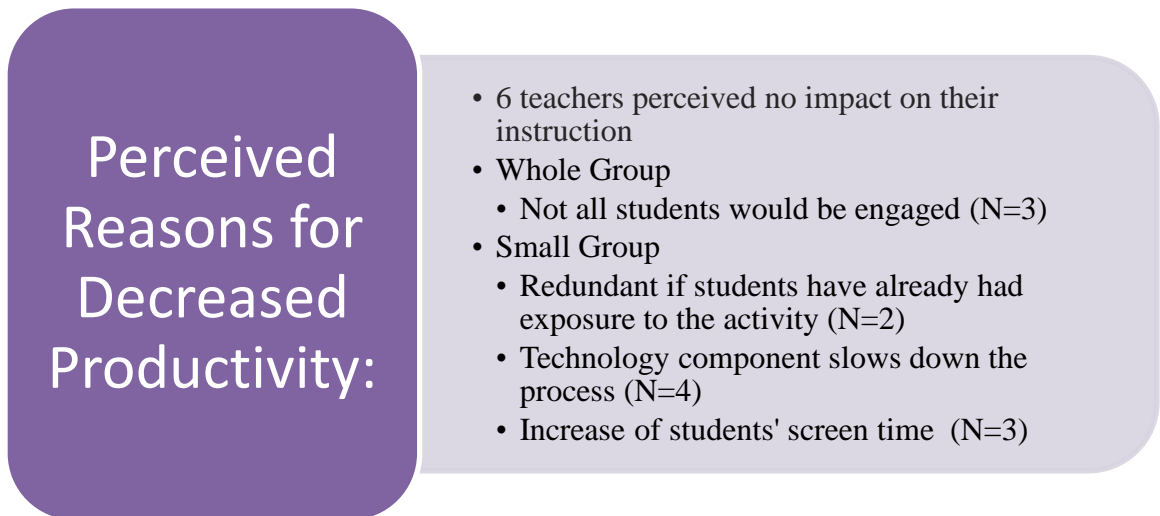 Perceived
Reasons for
Decreased
Productivity:
• 6 teachers perceived no impact on their
instruction
• Whole Group
• Not all students would be engaged (N=3)
• Small Group
• Redundant if students have already had
exposure to the activity (N=2)
• Technology component slows down the
process (N=4)
• Increase of students' screen time  (N=3)